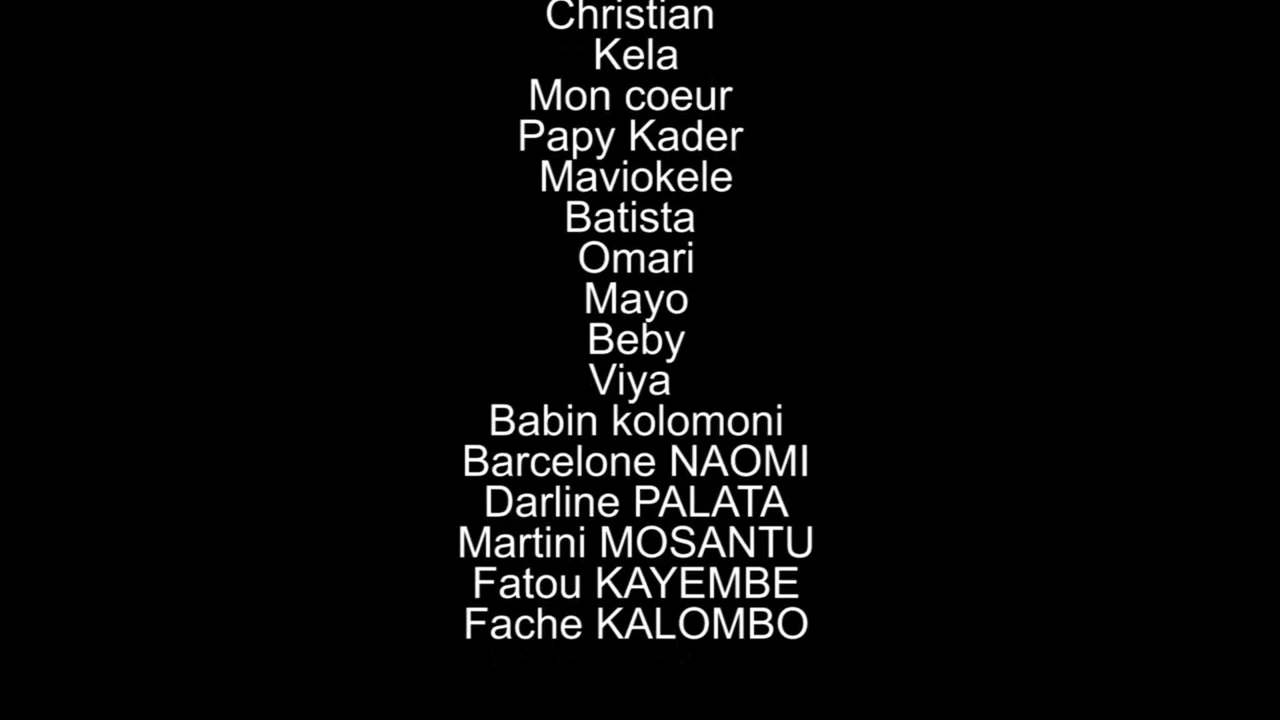 Christian
Kela
Mon coeur
Papy Kader
Maviokele
Batista
Omari
Mayo
Beby
Viya
Babin kolomoni
Barcelone NAOMI
Darline PALATA
Martini MOSANTU
Fatou KAYEMBE
Fache KALOMBO